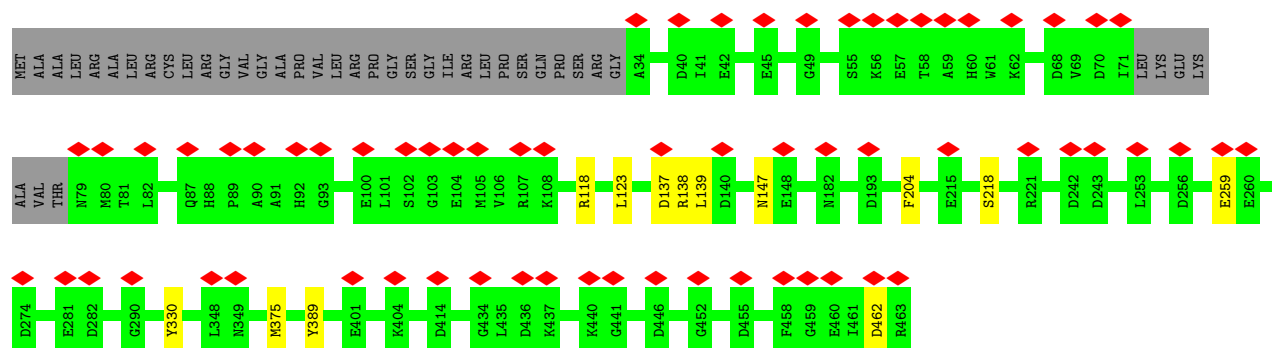 MET ALA ALA LEU ARG ALA LEU ARG CYS LEU ARG GLY VAL GLY ALA PRO VAL LEU ARG PRO GLY SER GLY ILE ARG LEU PRO SER GLN PRO SER ARG GLY A34 D40 I41 E42 E45 G49 S55 K56 E57 T58 A59 H60 W61 K62 D68 V69 D70 I71 LEU LYS GLU LYS
ALA VAL THR N79 M80 T81 L82 Q87 H88 P89 A90 A91 H92 G93 E100 L101 S102 G103 E104 M105 V106 R107 K108 R118 L123 D137 R138 L139 D140 N147 E148 N182 D193 F204 E215 S218 R221 D242 D243 L253 D256 E259 E260
D274 E281 D282 G290 Y330 L348 N349 M375 Y389 E401 K404 D414 G434 L435 D436 K437 K440 G441 D446 G452 D455 F458 G459 E460 I461 D462 R463